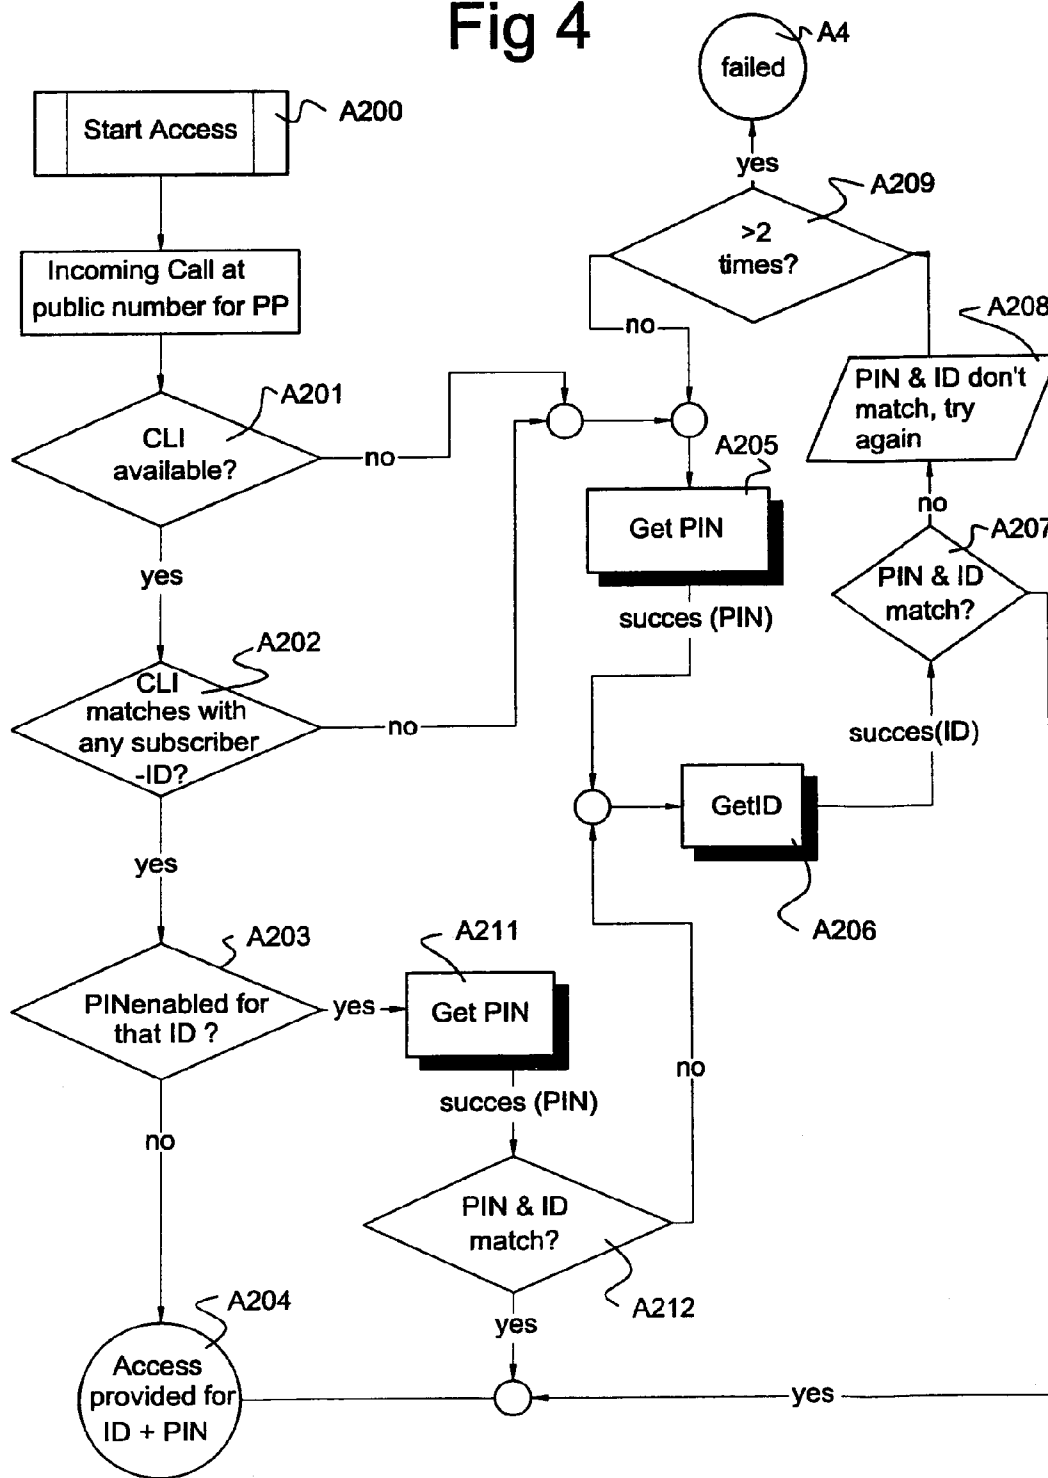 Fig 4
A4
failed
A200
Start Access
yes
A209
>2
times?
Incoming Call at
public number for PP
no
A208
PIN & ID don't
match, try
again
A201
CLI
available?
no
A205
Get PIN
no
A207
PIN & ID
match?
yes
succes (PIN)
A202
CLI
matches with
any subscriber
-ID?
no
succes(ID)
GetID
yes
A206
A203
A211
PINenabled for
that ID ?
yes
Get PIN
no
succes (PIN)
no
PIN & ID
match?
A212
A204
yes
Access
provided for
ID + PIN
yes